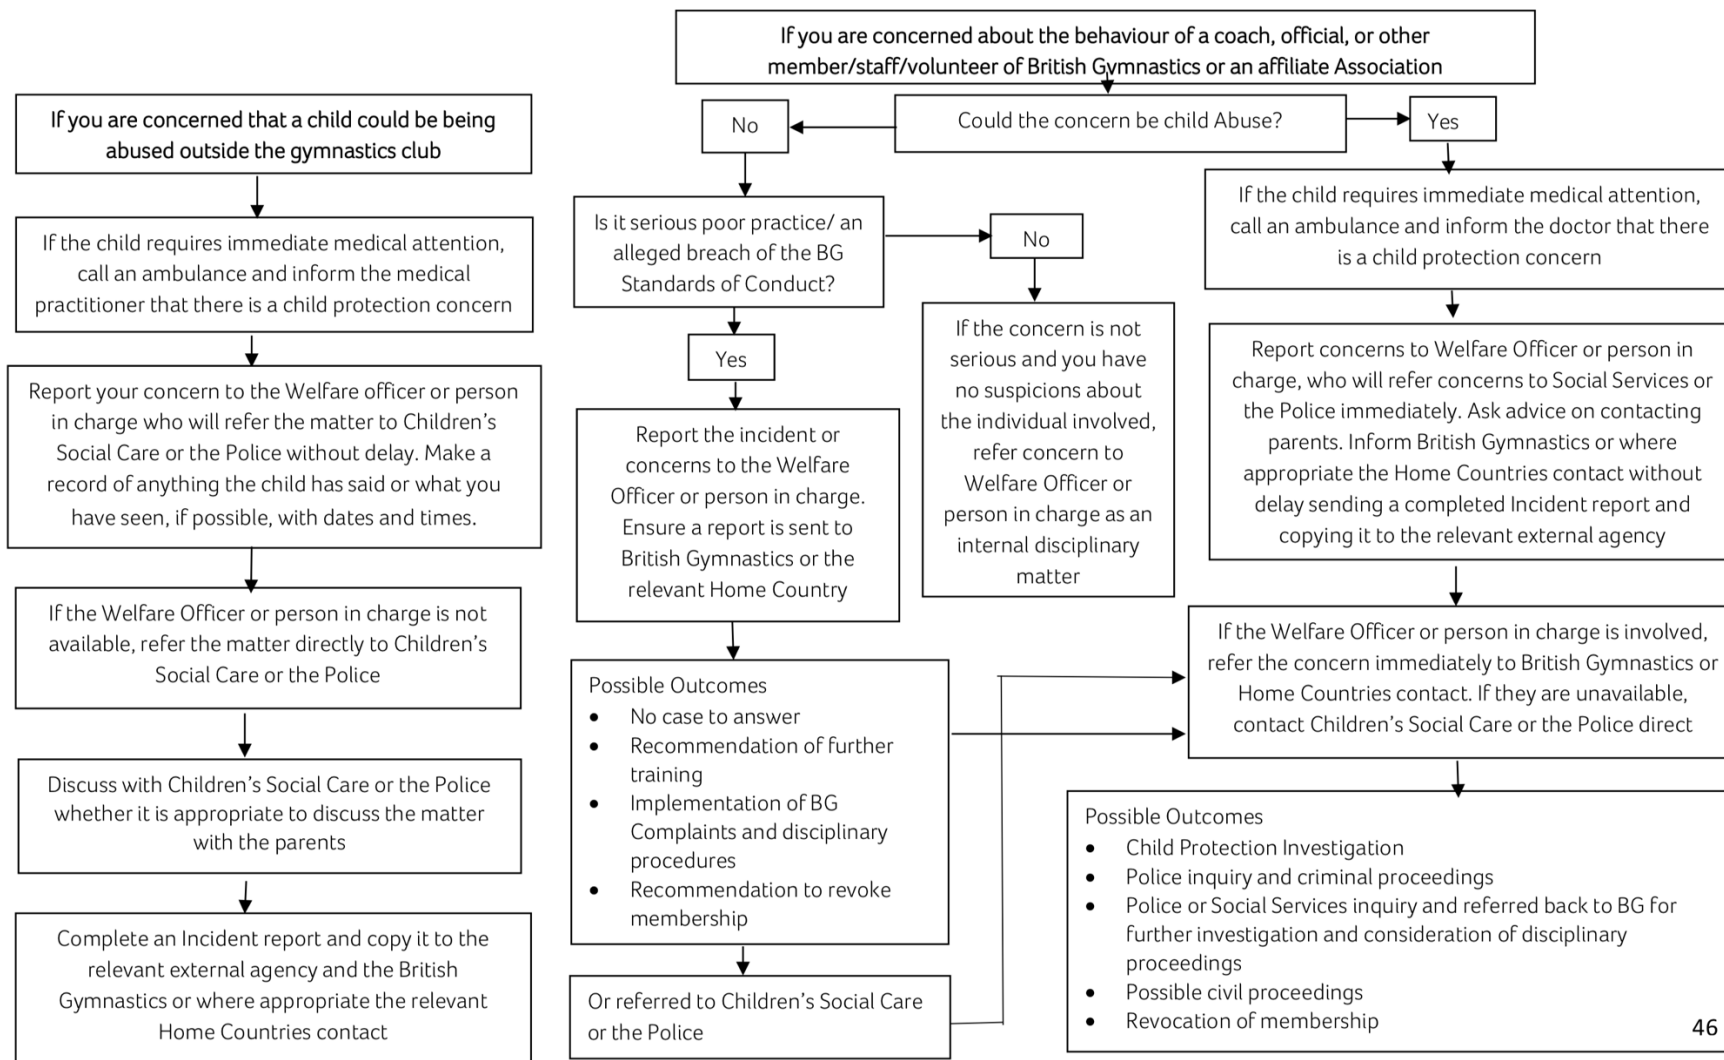 If you are concerned that a child could be being
abused outside the gymnastics club
If the child requires immediate medical attention,
call an ambulance and inform the medical
practitioner that there is a child protection concern
Report your concern to the Welfare officer or person
in charge who will refer the matter to Children’s
Social Care or the Police without delay. Make a
record of anything the child has said or what you
have seen, if possible, with dates and times.
If the Welfare Officer or person in charge is not
available, refer the matter directly to Children’s
Social Care or the Police
Discuss with Children’s Social Care or the Police
whether it is appropriate to discuss the matter
with the parents
Complete an Incident report and copy it to the
relevant external agency and the British
Gymnastics or where appropriate the relevant
Home Countries contact
If you are concerned about the behaviour of a coach, official, or other
member/staff/volunteer of British Gymnastics or an affiliate Association
Could the concern be child Abuse?
No
Yes
Is it serious poor practice/ an
alleged breach of the BG
Standards of Conduct?
No
Yes
If the concern is not
serious and you have
no suspicions about
the individual involved,
refer concern to
Welfare Officer or
person in charge as an
internal disciplinary
matter
Report the incident or
concerns to the Welfare
Officer or person in charge.
Ensure a report is sent to
British Gymnastics or the
relevant Home Country
Possible Outcomes
• No case to answer
• Recommendation of further
training
• Implementation of BG
Complaints and disciplinary
procedures
• Recommendation to revoke
membership
Or referred to Children’s Social Care
or the Police
If the child requires immediate medical attention,
call an ambulance and inform the doctor that there
is a child protection concern
Report concerns to Welfare Officer or person in
charge, who will refer concerns to Social Services or
the Police immediately. Ask advice on contacting
parents. Inform British Gymnastics or where
appropriate the Home Countries contact without
delay sending a completed Incident report and
copying it to the relevant external agency
If the Welfare Officer or person in charge is involved,
refer the concern immediately to British Gymnastics or
Home Countries contact. If they are unavailable,
contact Children’s Social Care or the Police direct
Possible Outcomes
• Child Protection Investigation
• Police inquiry and criminal proceedings
• Police or Social Services inquiry and referred back to BG for
further investigation and consideration of disciplinary
proceedings
• Possible civil proceedings
• Revocation of membership
46